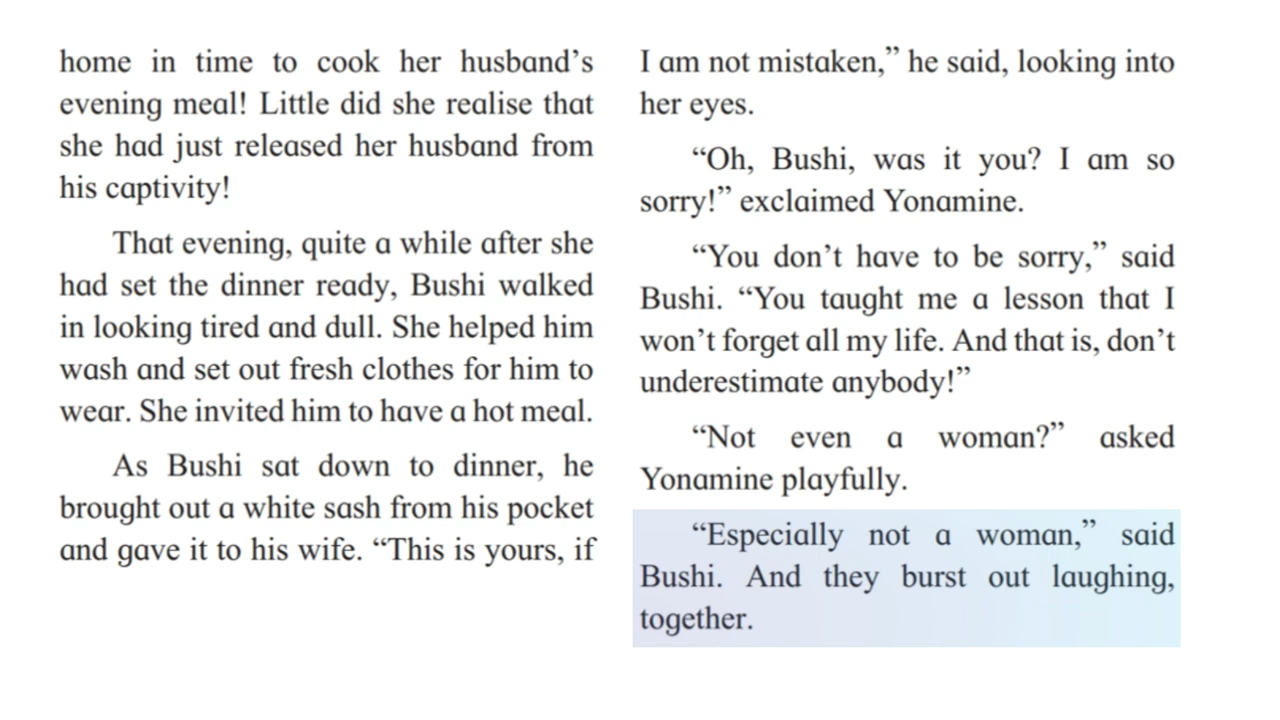 home in time to cook her husband’s
evening meal! Little did she realise that
she had just released her husband from
his captivity!
That evening, quite a while after she
had set the dinner ready, Bushi walked
in looking tired and dull. She helped him
wash and set out fresh clothes for him to
wear. She invited him to have a hot meal.
As Bushi sat down to dinner, he
brought out a white sash from his pocket
and gave it to his wife. “This is yours, if
I am not mistaken,” he said, looking into
her eyes.
“Oh, Bushi, was it you? I am so
sorry!” exclaimed Yonamine.
“You don’t have to be sorry,” said
Bushi. “You taught me a lesson that I
won’t forget all my life. And that is, don’t
underestimate anybody!”
“Not even a woman?” asked
Yonamine playfully.
“Especially not a woman,” said
Bushi. And they burst out laughing,
together.